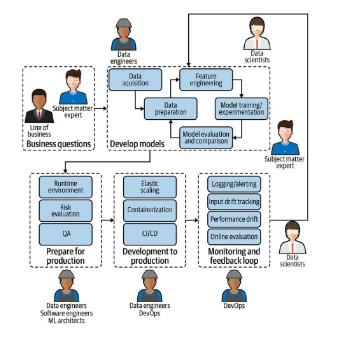 Data
engineers
Data
scientists
Subject matter
expert
Line of
business
Business questions
Data
aquisition
Feature
engineering
Data
preparation
Model training/
experimentation
Model evaluation
and comparison
Develop models
Subject matter
expert
Runtime
environment
Risk
evaluation
QA
Prepare for
production
Elastic
scaling
Containerization
CI/CD
Development to
production
Logging/alerting
Input drift tracking
Performance drift
Online evaluation
Monitoring and
feedback loop
Data
scientists
Data engineers
Software engineers
ML architects
Data engineers
DevOps
DevOps